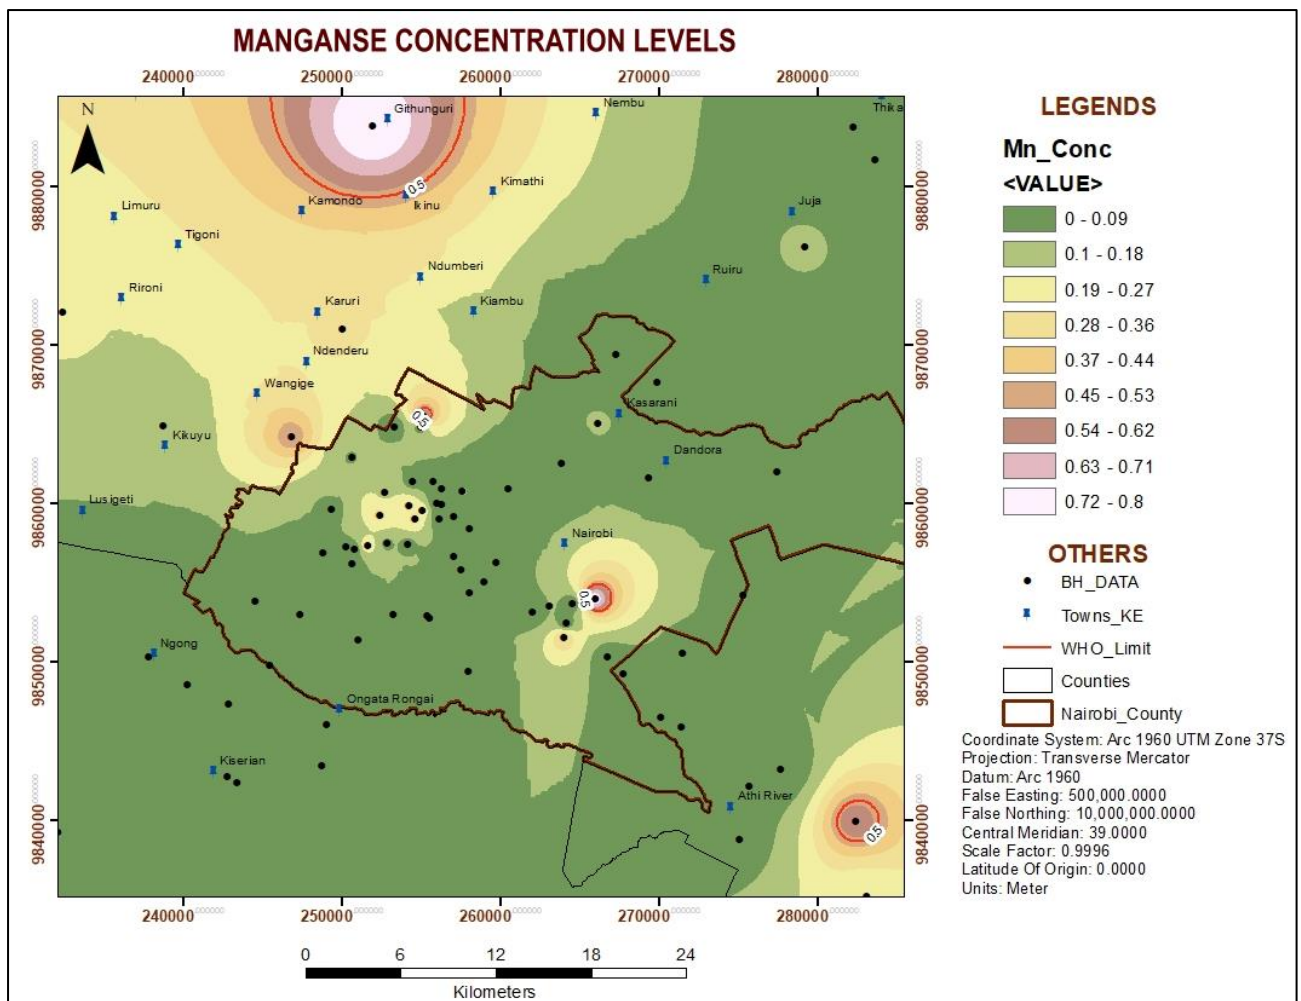 MANGANSE CONCENTRATION LEVELS
240000 250000 260000 270000 280000
N
Githunguri
Nembu
Thika
0.5
Kimathi
Kamondo
Ikinu
Limuru
Juja
Tigoni
Ndumberi
Ruiru
Rironi
Karuri
Kiambu
Ndenderu
Wangige
0.5
Kasarani
Kikuyu
Dandora
Lusigeti
Nairobi
0.5
Ngong
Ongata Rongai
Kiserian
Athi River
0.5
9880000
9870000
9860000
9850000
9840000
9880000
9870000
9860000
9850000
9840000
240000 250000 260000 270000 280000
0 6 12 18 24
Kilometers
LEGENDS
Mn_Conc
<VALUE>
0 - 0.09
0.1 - 0.18
0.19 - 0.27
0.28 - 0.36
0.37 - 0.44
0.45 - 0.53
0.54 - 0.62
0.63 - 0.71
0.72 - 0.8
OTHERS
BH_DATA
Towns_KE
WHO_Limit
Counties
Nairobi_County
Coordinate System: Arc 1960 UTM Zone 37S
Projection: Transverse Mercator
Datum: Arc 1960
False Easting: 500,000.0000
False Northing: 10,000,000.0000
Central Meridian: 39.0000
Scale Factor: 0.9996
Latitude Of Origin: 0.0000
Units: Meter